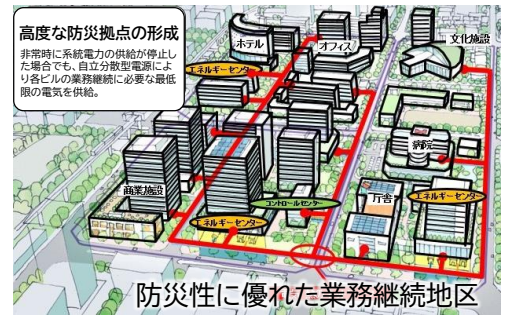 高度な防災拠点の形成
非常時に系統電力の供給が停止し
た場合でも、自立分散型電源によ
り各ビルの業務継続に必要な最低
限の電気を供給。
ホテル
オフィス
文化施設
エネルギーセンター
病院
商業施設
コントロールセンター
庁舎
エネルギーセンター
エネルギーセンター
防災性に優れた業務継続地区